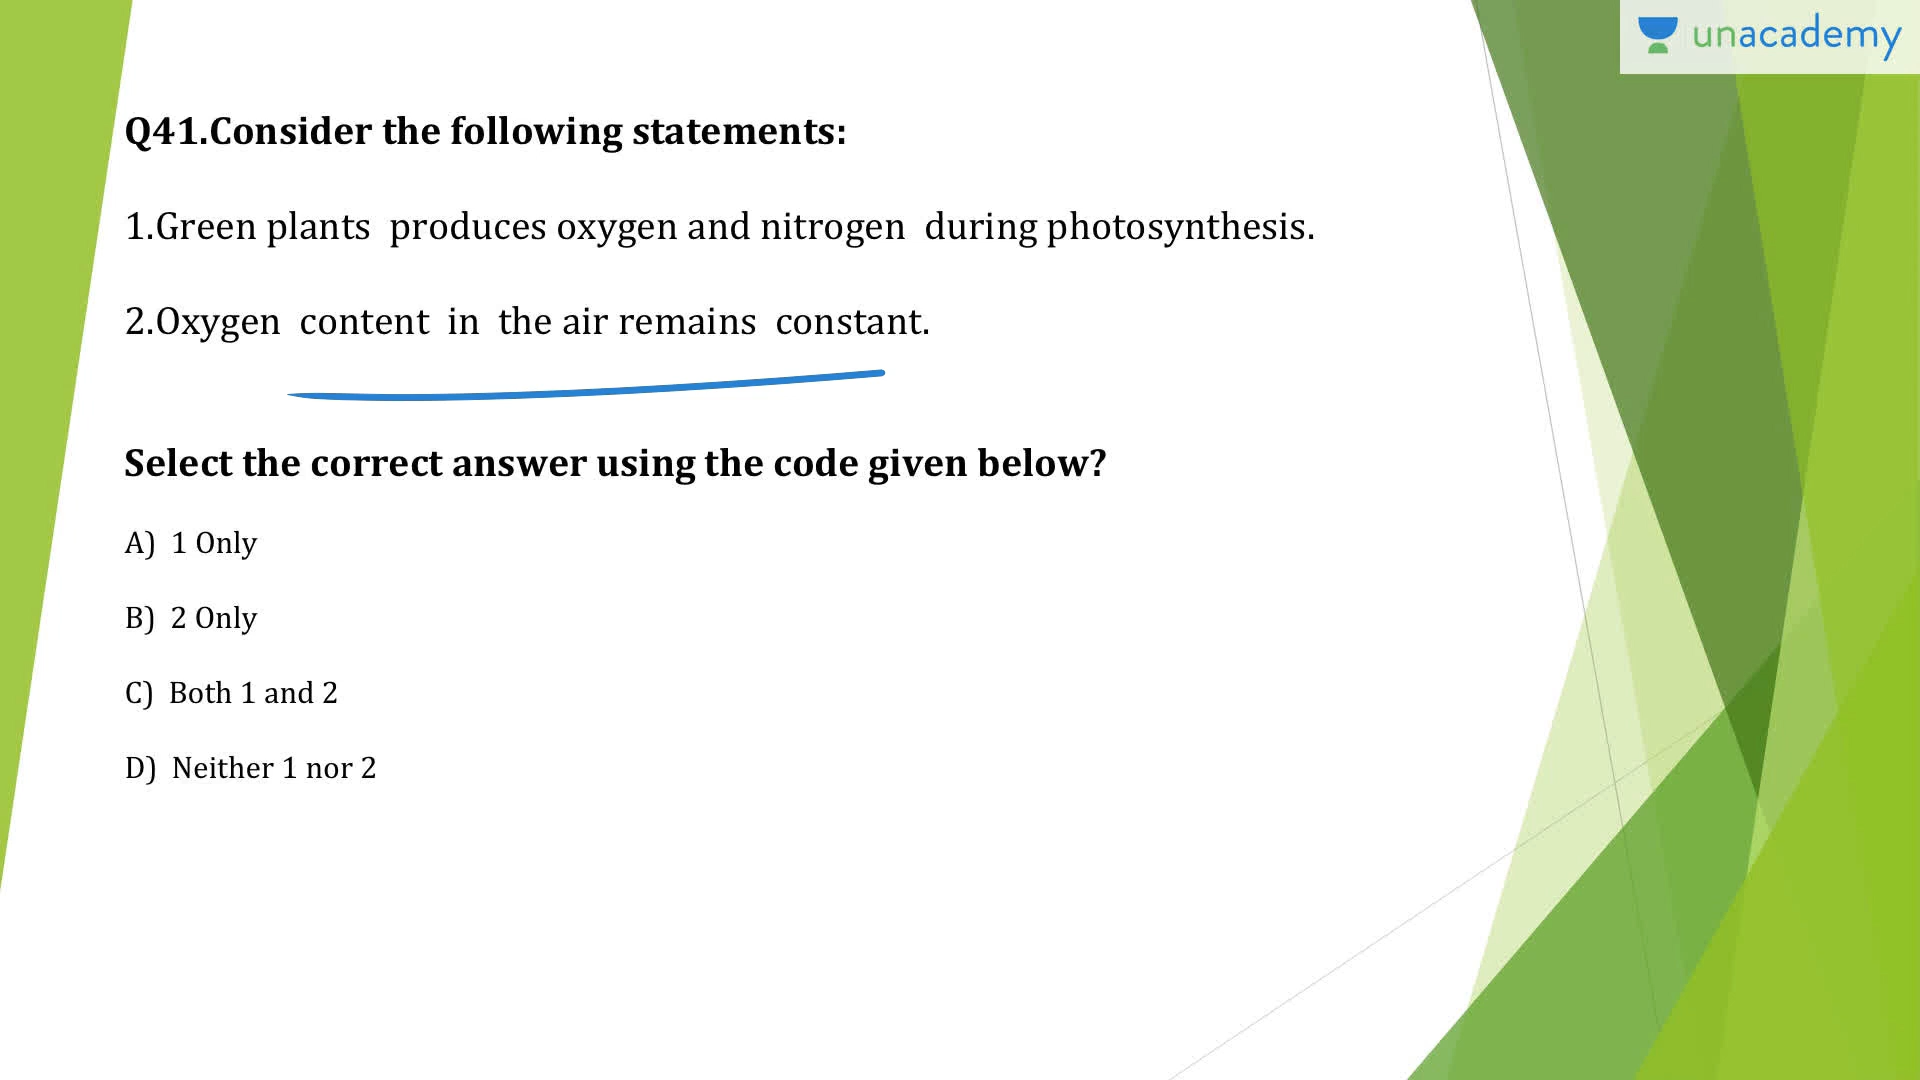 unacademy
Q41.Consider the following statements:
1.Green plants produces oxygen and nitrogen during photosynthesis.
2.Oxygen content in the air remains constant.
Select the correct answer using the code given below?
A) 1 Only
B) 2 Only
C) Both 1 and 2
D) Neither 1 nor 2